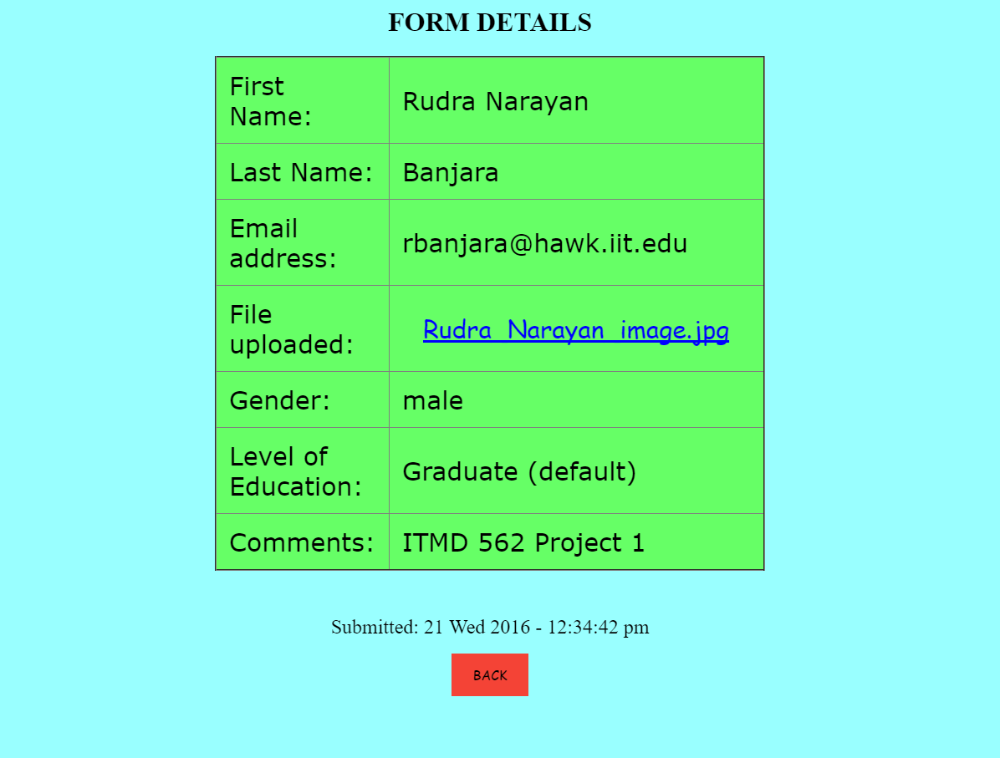 FORM DETAILS
First
Name:
Rudra Narayan
Last Name:
Banjara
Email
address:
rbanjara@hawk.iit.edu
File
uploaded:
Rudra_Narayan_image.jpg
Gender:
male
Level of
Education:
Graduate (default)
Comments:
ITMD 562 Project 1
Submitted: 21 Wed 2016 - 12:34:42 pm
BACK